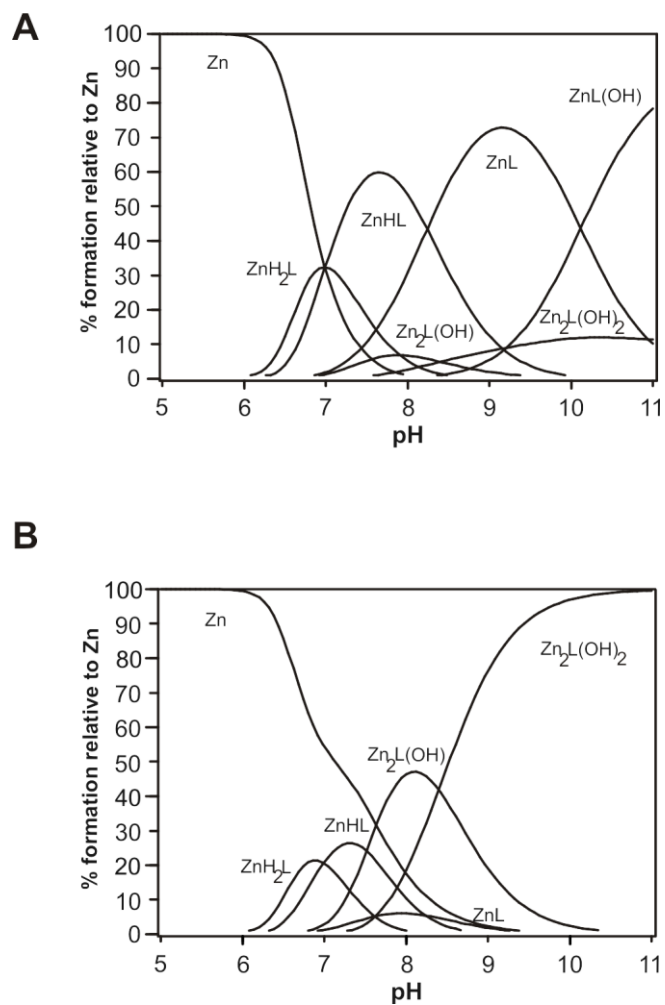 A
% formation relative to Zn
100
90
80
70
60
50
40
30
20
10
0
Zn
ZnH2L
ZnHL
Zn2L(OH)
ZnL
ZnL(OH)
Zn2L(OH)2
5 6 7 8 9 10 11
pH
B
% formation relative to Zn
100
90
80
70
60
50
40
30
20
10
0
Zn
ZnH2L
ZnHL
Zn2L(OH)
ZnL
Zn2L(OH)2
5 6 7 8 9 10 11
pH